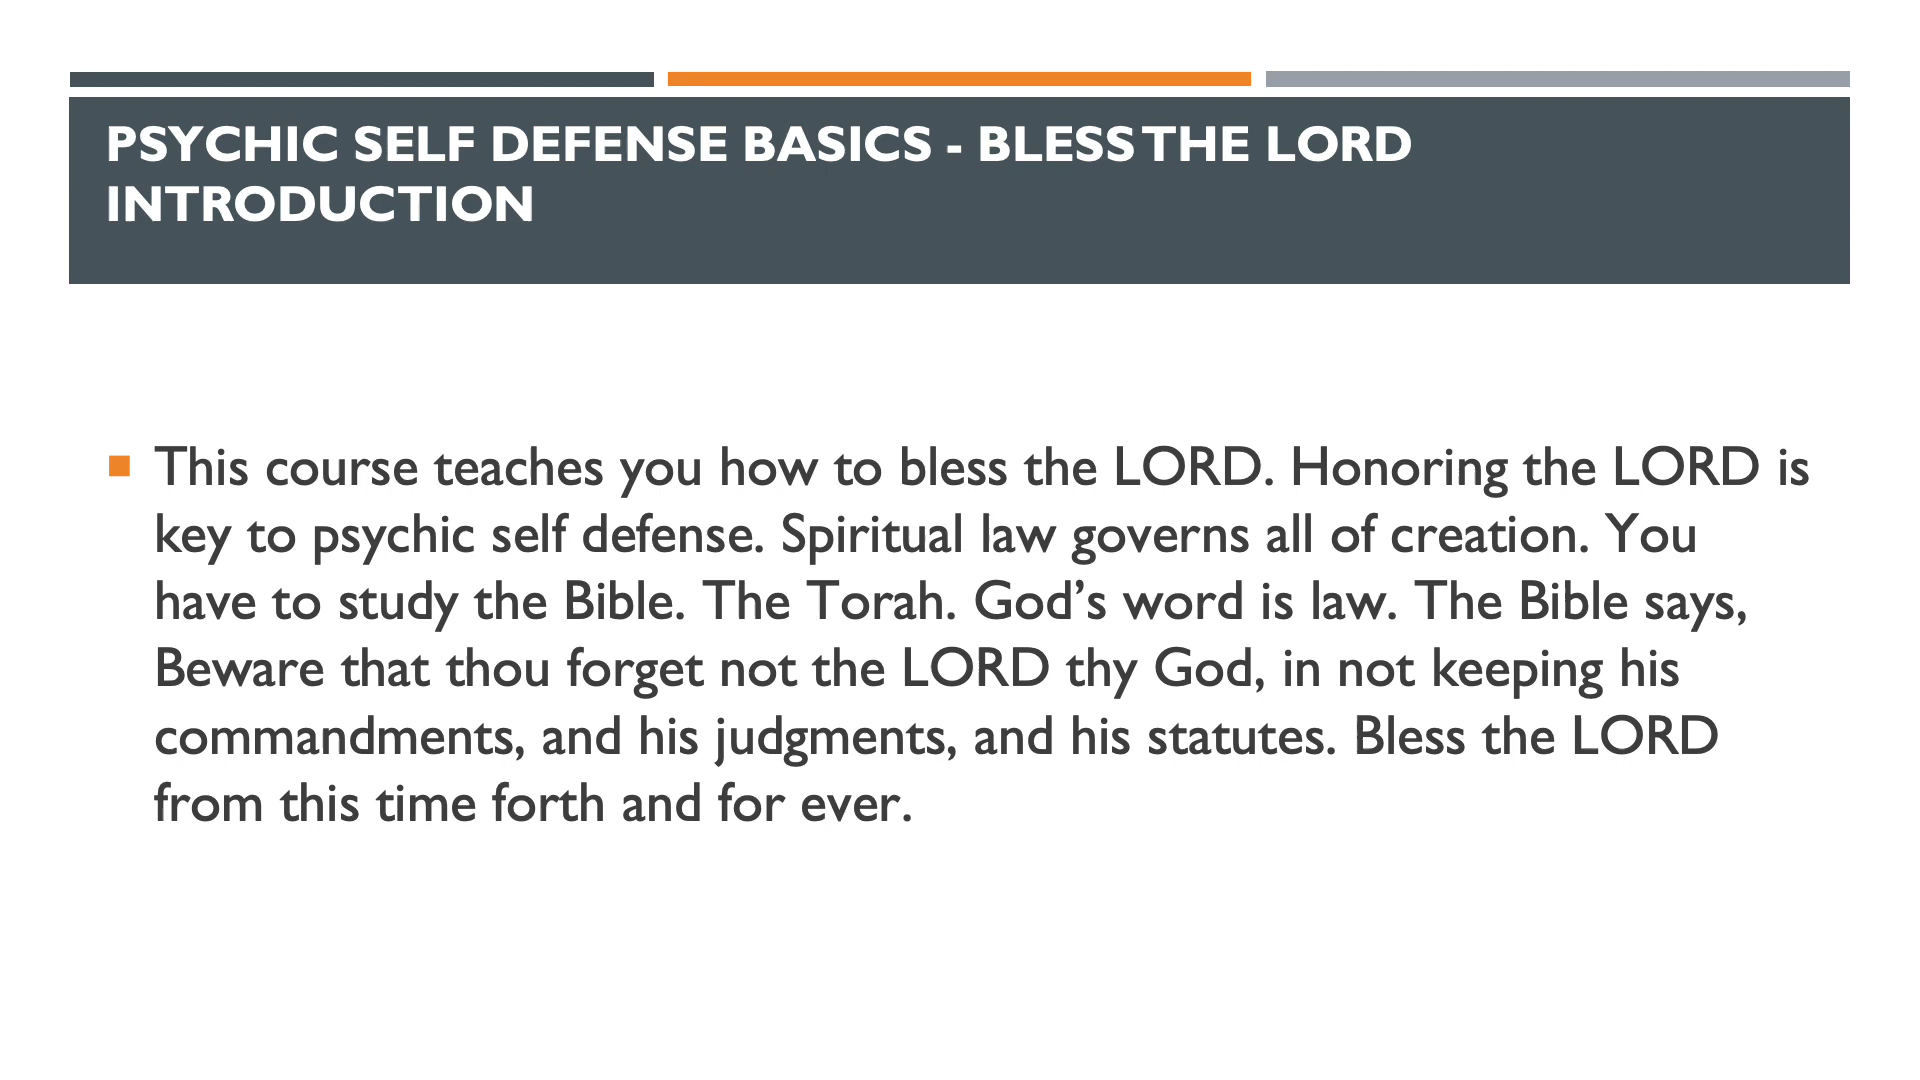 PSYCHIC SELF DEFENSE BASICS - BLESS THE LORD
INTRODUCTION
This course teaches you how to bless the LORD. Honoring the LORD is
key to psychic self defense. Spiritual law governs all of creation. You
have to study the Bible. The Torah. God’s word is law. The Bible says,
Beware that thou forget not the LORD thy God, in not keeping his
commandments, and his judgments, and his statutes. Bless the LORD
from this time forth and for ever.